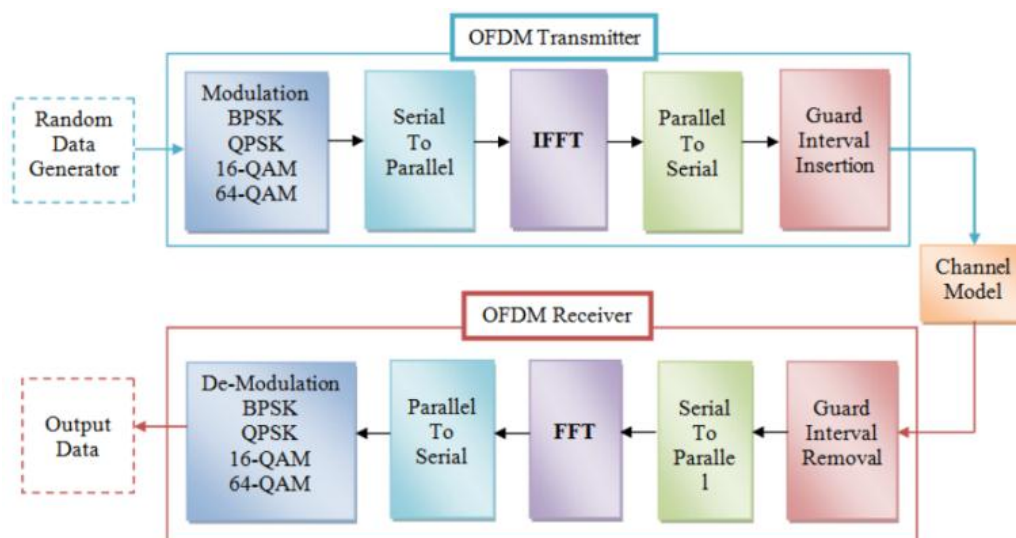 OFDM Transmitter
Random
Data
Generator
Modulation
BPSK
QPSK
16-QAM
64-QAM
Serial
To
Parallel
IFFT
Parallel
To
Serial
Guard
Interval
Insertion
Channel
Model
OFDM Receiver
Output
Data
De-Modulation
BPSK
QPSK
16-QAM
64-QAM
Parallel
To
Serial
FFT
Serial
To
Paralle
l
Guard
Interval
Removal